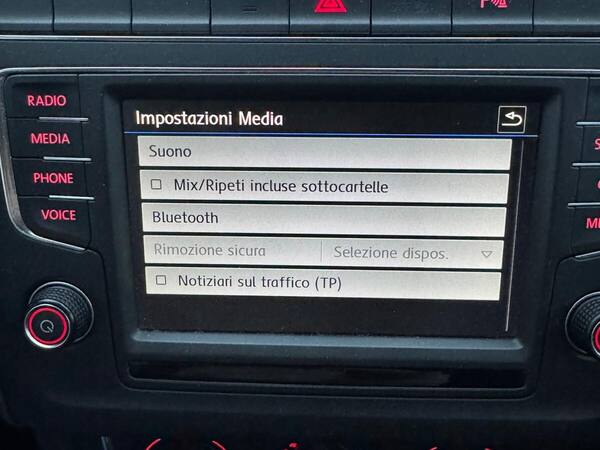 RADIO
MEDIA
PHONE
VOICE
Impostazioni Media
Suono
Mix/Ripeti incluse sottocartelle
Bluetooth
Rimozione sicura
Selezione dispos.
Notiziari sul traffico (TP)